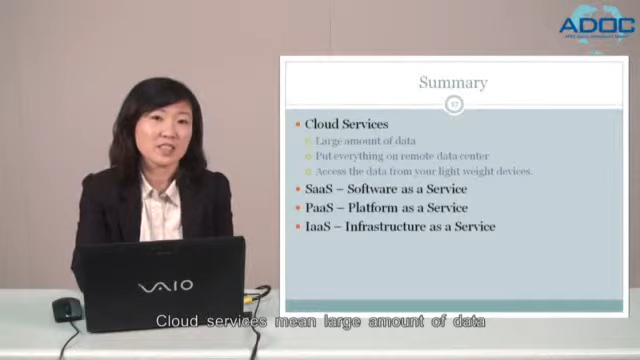 ADOC
Summary
57
Cloud Services
Large amount of data
Put everything on remote data center
Access the data from your light weight devices.
SaaS – Software as a Service
PaaS – Platform as a Service
IaaS – Infrastructure as a Service
VAIO
Cloud services mean large amount of data